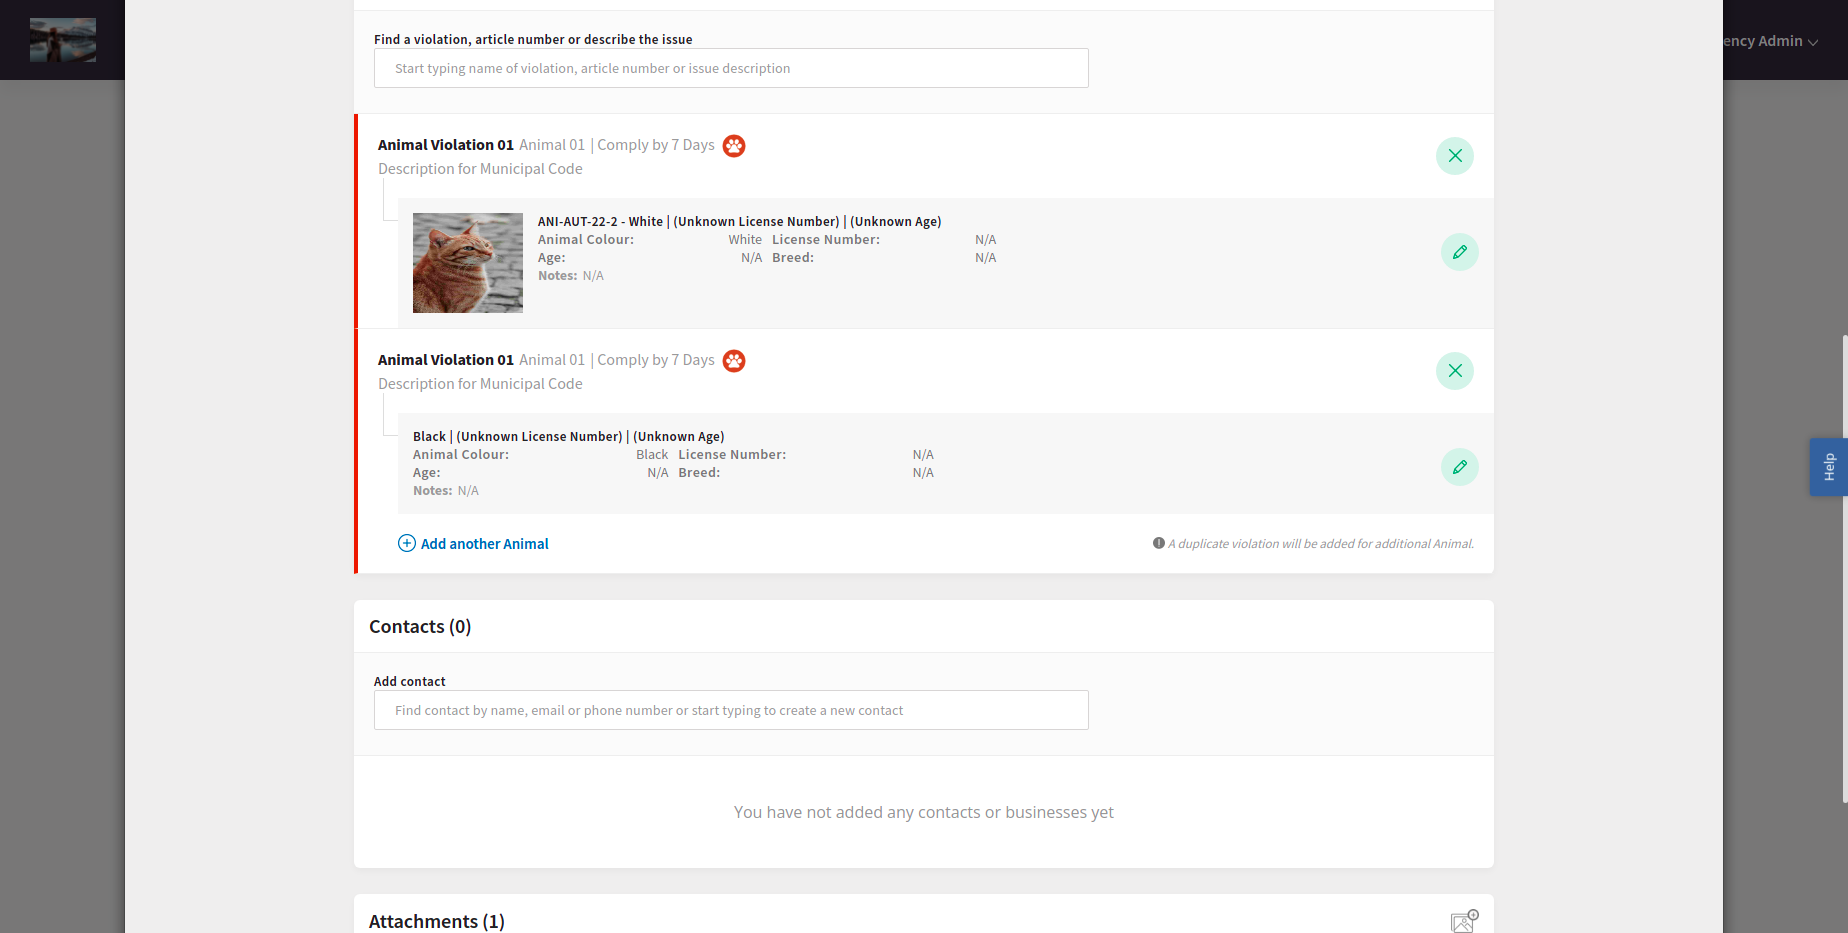 ency Admin
Find a violation, article number or describe the issue
Start typing name of violation, article number or issue description
Animal Violation 01 Animal 01 | Comply by 7 Days
Description for Municipal Code
ANI-AUT-22-2 - White | (Unknown License Number) | (Unknown Age)
Animal Colour: White License Number: N/A
Age: N/A Breed: N/A
Notes: N/A
Animal Violation 01 Animal 01 | Comply by 7 Days
Description for Municipal Code
Black | (Unknown License Number) | (Unknown Age)
Animal Colour: Black License Number: N/A
Age: N/A Breed: N/A
Notes: N/A
Add another Animal
A duplicate violation will be added for additional Animal.
Help
Contacts (0)
Add contact
Find contact by name, email or phone number or start typing to create a new contact
You have not added any contacts or businesses yet
Attachments (1)